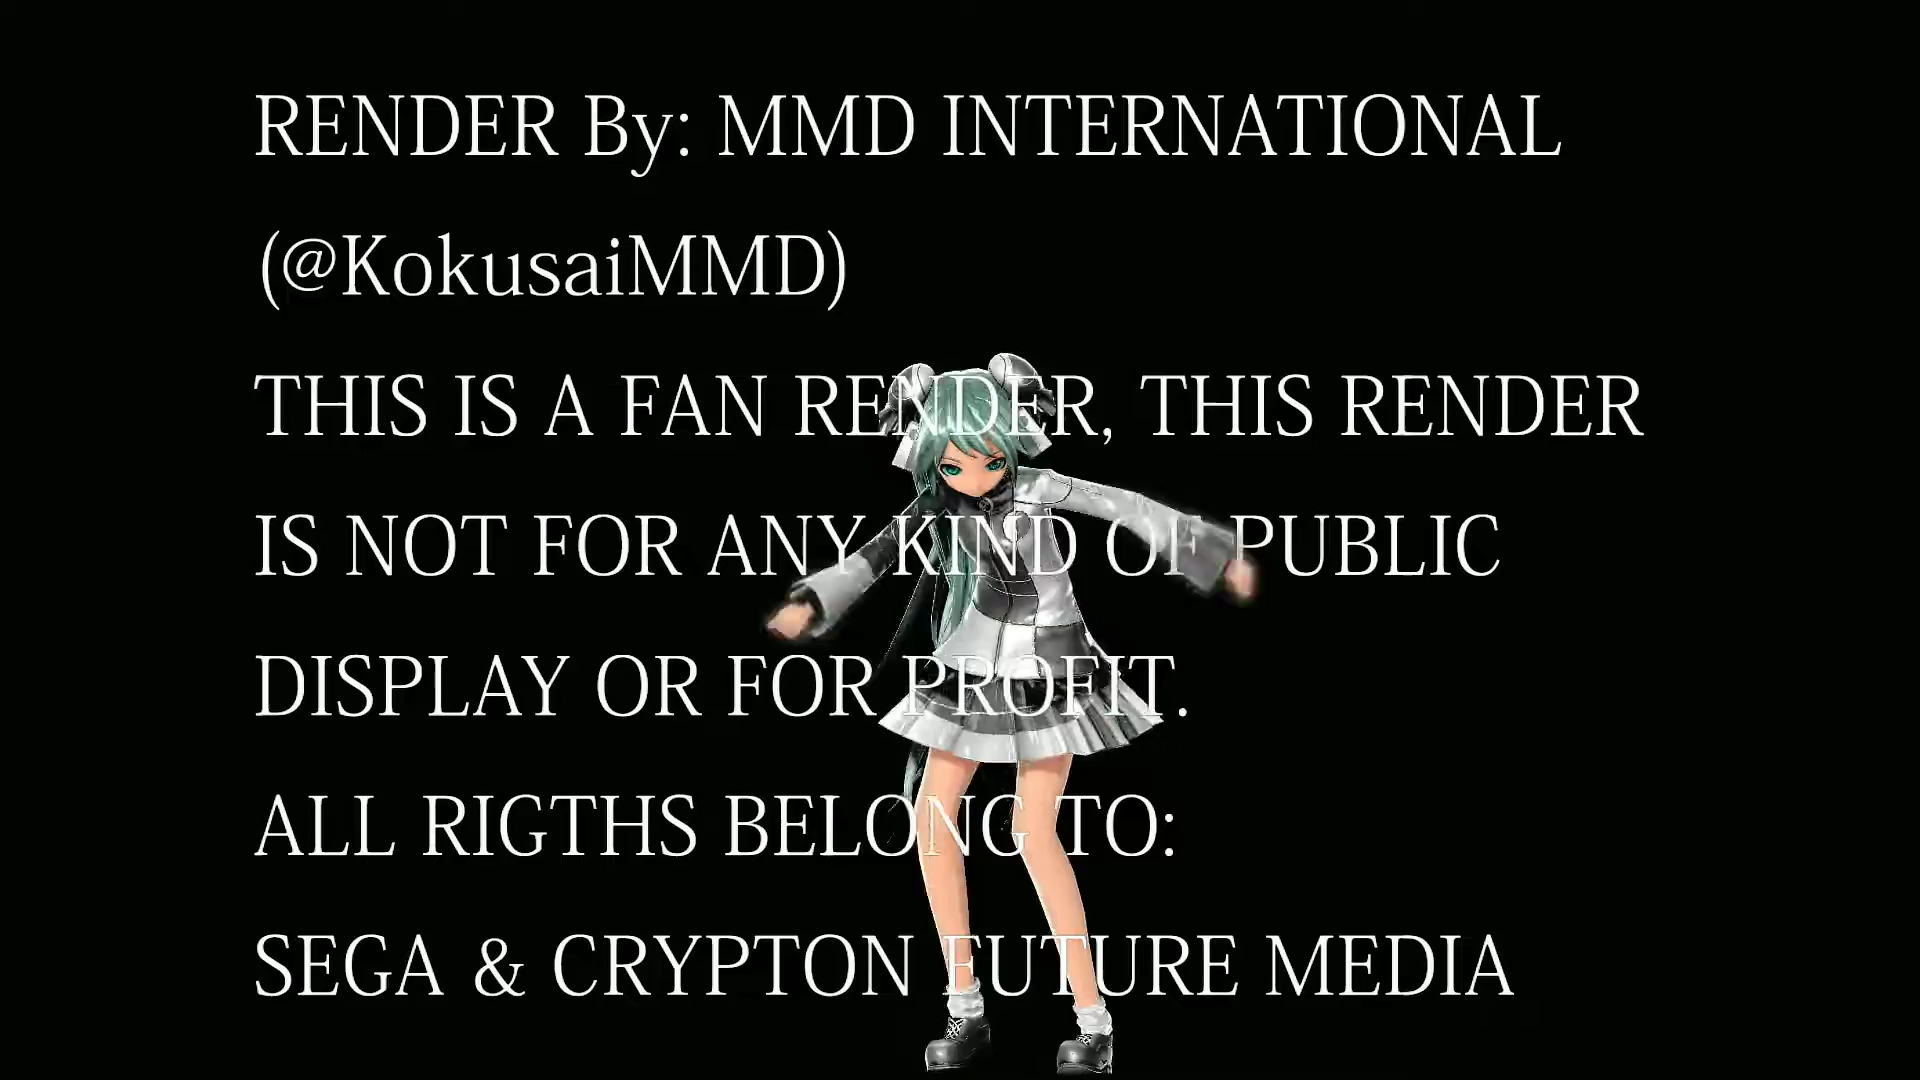 RENDER By: MMD INTERNATIONAL
(@KokusaiMMD)
THIS IS A FAN RENDER, THIS RENDER
IS NOT FOR ANY KIND OF PUBLIC
DISPLAY OR FOR PROFIT.
ALL RIGTHS BELONG TO:
SEGA & CRYPTON FUTURE MEDIA